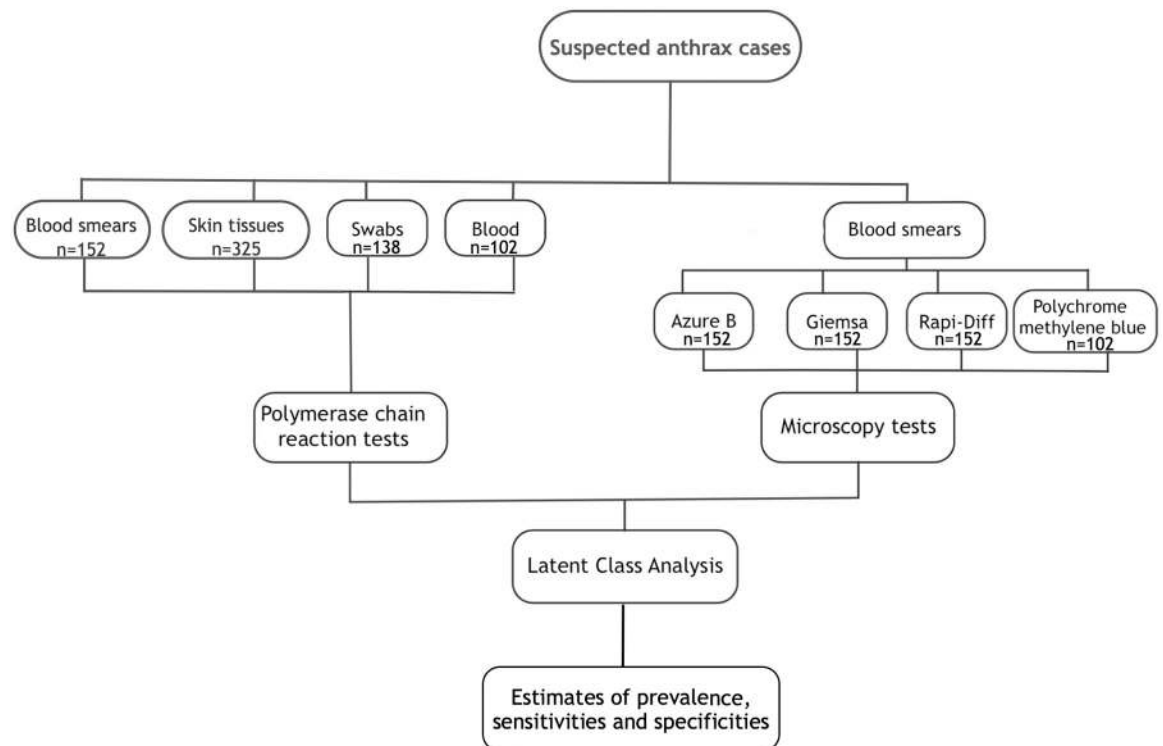 Suspected anthrax cases
Blood smears
n=152
Skin tissues
n=325
Swabs
n=138
Blood
n=102
Blood smears
Azure B
n=152
Giemsa
n=152
Rapi-Diff
n=152
Polychrome
methylene blue
n=102
Polymerase chain
reaction tests
Microscopy tests
Latent Class Analysis
Estimates of prevalence,
sensitivities and specificities